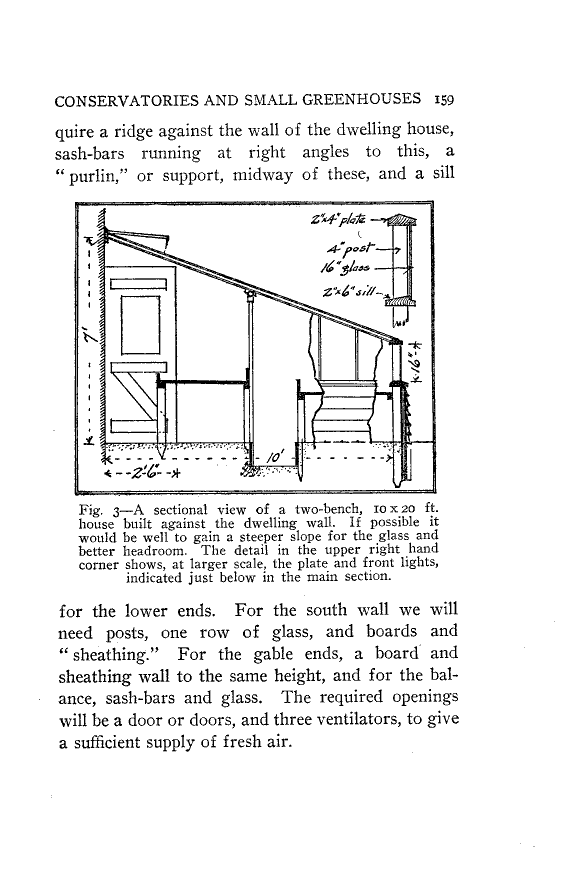 CONSERVATORIES AND SMALL GREENHOUSES 159
quire a ridge against the wall of the dwelling house,
sash-bars running at right angles to this, a
“ purlin,” or support, midway of these, and a sill
2"x4" plate
4" post
16" glass
2"x6" sill
7'
16"
10'
2'-6"
Fig. 3—A sectional view of a two-bench, 10 x 20 ft.
house built against the dwelling wall. If possible it
would be well to gain a steeper slope for the glass and
better headroom. The detail in the upper right hand
corner shows, at larger scale, the plate and front lights,
indicated just below in the main section.
for the lower ends. For the south wall we will
need posts, one row of glass, and boards and
“ sheathing.” For the gable ends, a board and
sheathing wall to the same height, and for the bal-
ance, sash-bars and glass. The required openings
will be a door or doors, and three ventilators, to give
a sufficient supply of fresh air.